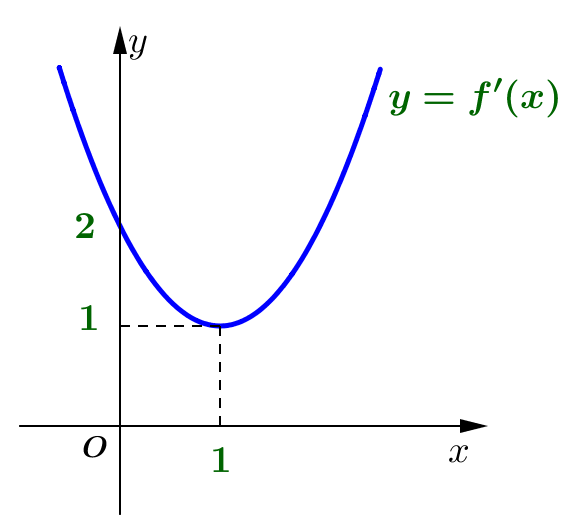 y
y = f′(x)
2
1
O
1
x